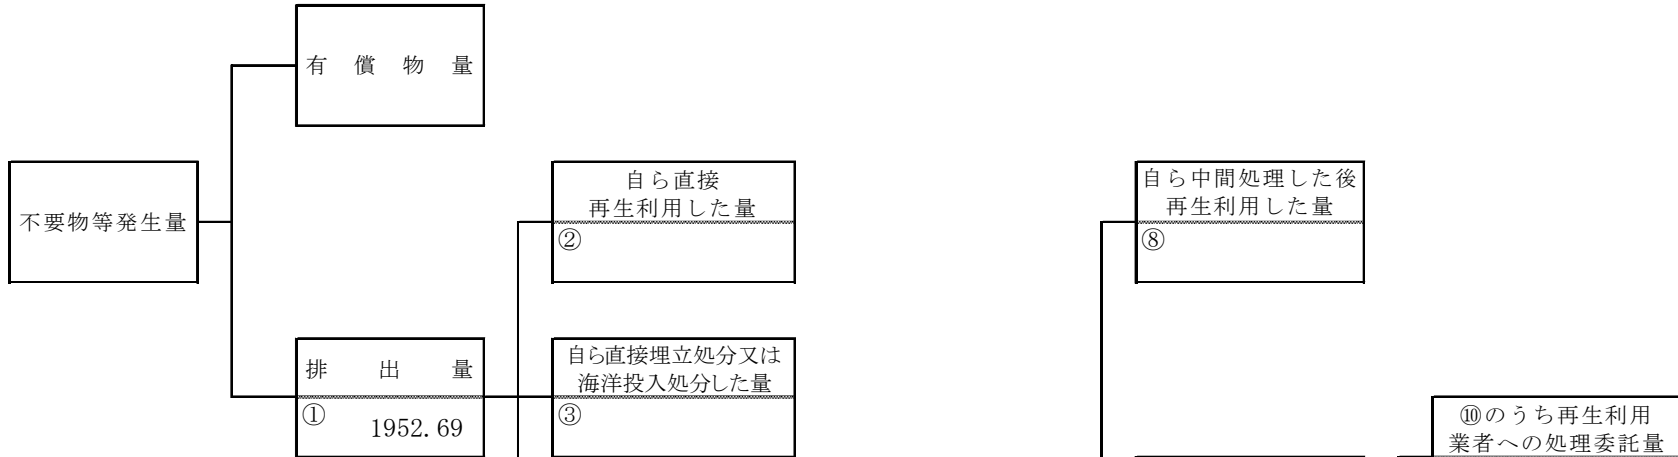 有償物量
不要物等発生量
自ら直接
再生利用した量
②
自ら中間処理した後
再生利用した量
⑧
排出量
①
1952.69
自ら直接埋立処分又は
海洋投入処分した量
③
⑩のうち再生利用
業者への処理委託量